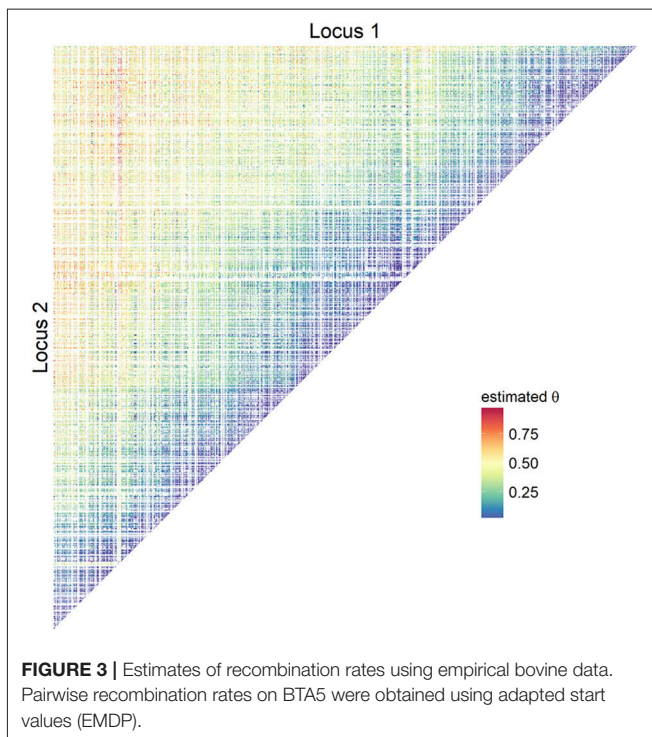 Locus 1
Locus 2
estimated θ
0.75
0.50
0.25
FIGURE 3 | Estimates of recombination rates using empirical bovine data.
Pairwise recombination rates on BTA5 were obtained using adapted start
values (EMDP).